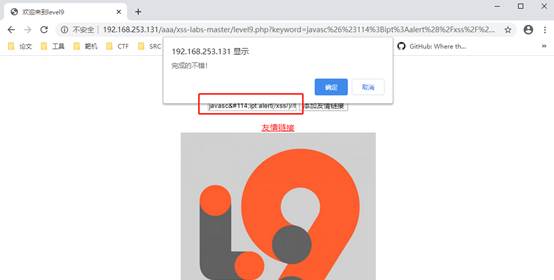 欢迎来到level9
不安全 192.168.253.131/aaa/xss-labs-master/level9.php?keyword=javasc%26%23114%3Bipt%3Aalert%28%2Fxss%2F%2...
论文 工具 靶机 CTF SRC GitHub: Where th...
192.168.253.131 显示
完成的不错!
确定 取消
javasc&#114;ipt:alert(/xss/)/ 添加友情链接
友情链接